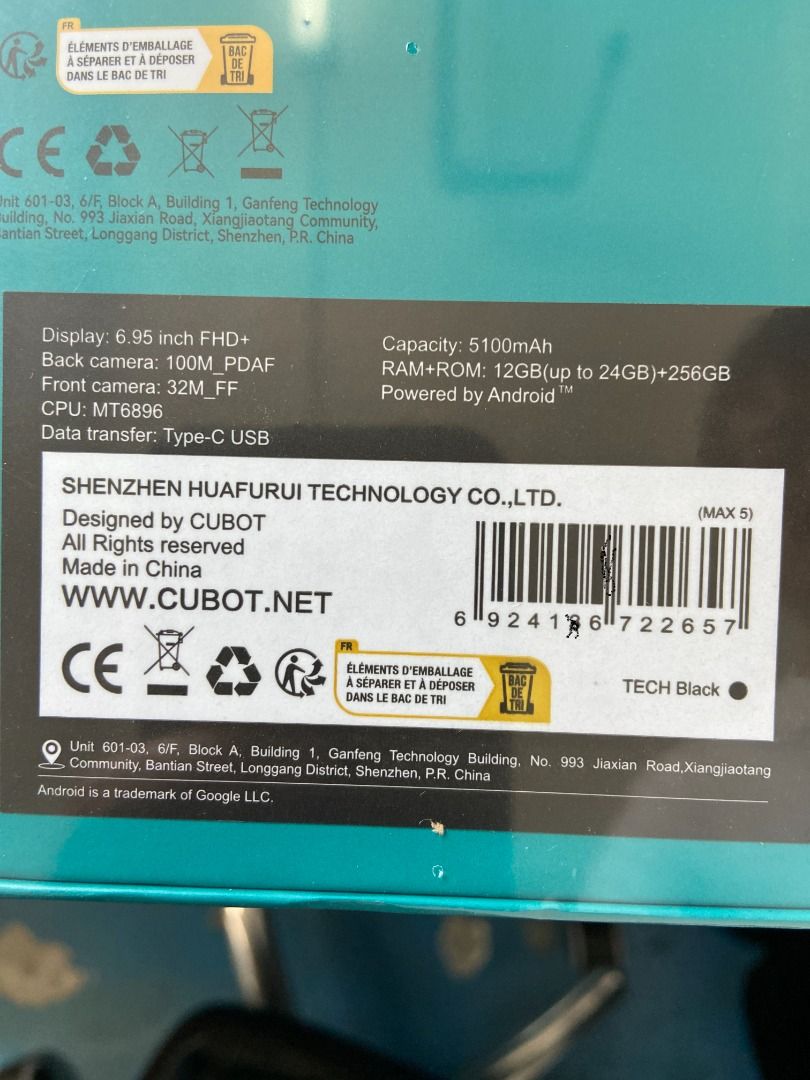 FR
ÉLÉMENTS D'EMBALLAGE
À SÉPARER ET À DÉPOSER
DANS LE BAC DE TRI
BAC
DE
TRI
CE
nit 601-03, 6/F, Block A, Building 1, Ganfeng Technology
uilding, No. 993 Jiaxian Road, Xiangjiaotang Community,
antian Street, Longgang District, Shenzhen, P.R. China
Display: 6.95 inch FHD+
Back camera: 100M_PDAF
Front camera: 32M_FF
CPU: MT6896
Data transfer: Type-C USB
Capacity: 5100mAh
RAM+ROM: 12GB(up to 24GB)+256GB
Powered by Android™
SHENZHEN HUAFURUI TECHNOLOGY CO.,LTD.
Designed by CUBOT
All Rights reserved
Made in China
WWW.CUBOT.NET
(MAX 5)
6 9241 6 722657
CE
FR
ÉLÉMENTS D'EMBALLAGE
À SÉPARER ET À DÉPOSER
DANS LE BAC DE TRI
BAC
DE
TRI
TECH Black
Unit 601-03, 6/F, Block A, Building 1, Ganfeng Technology Building, No. 993 Jiaxian Road,Xiangjiaotang
Community, Bantian Street, Longgang District, Shenzhen, P.R. China
Android is a trademark of Google LLC.